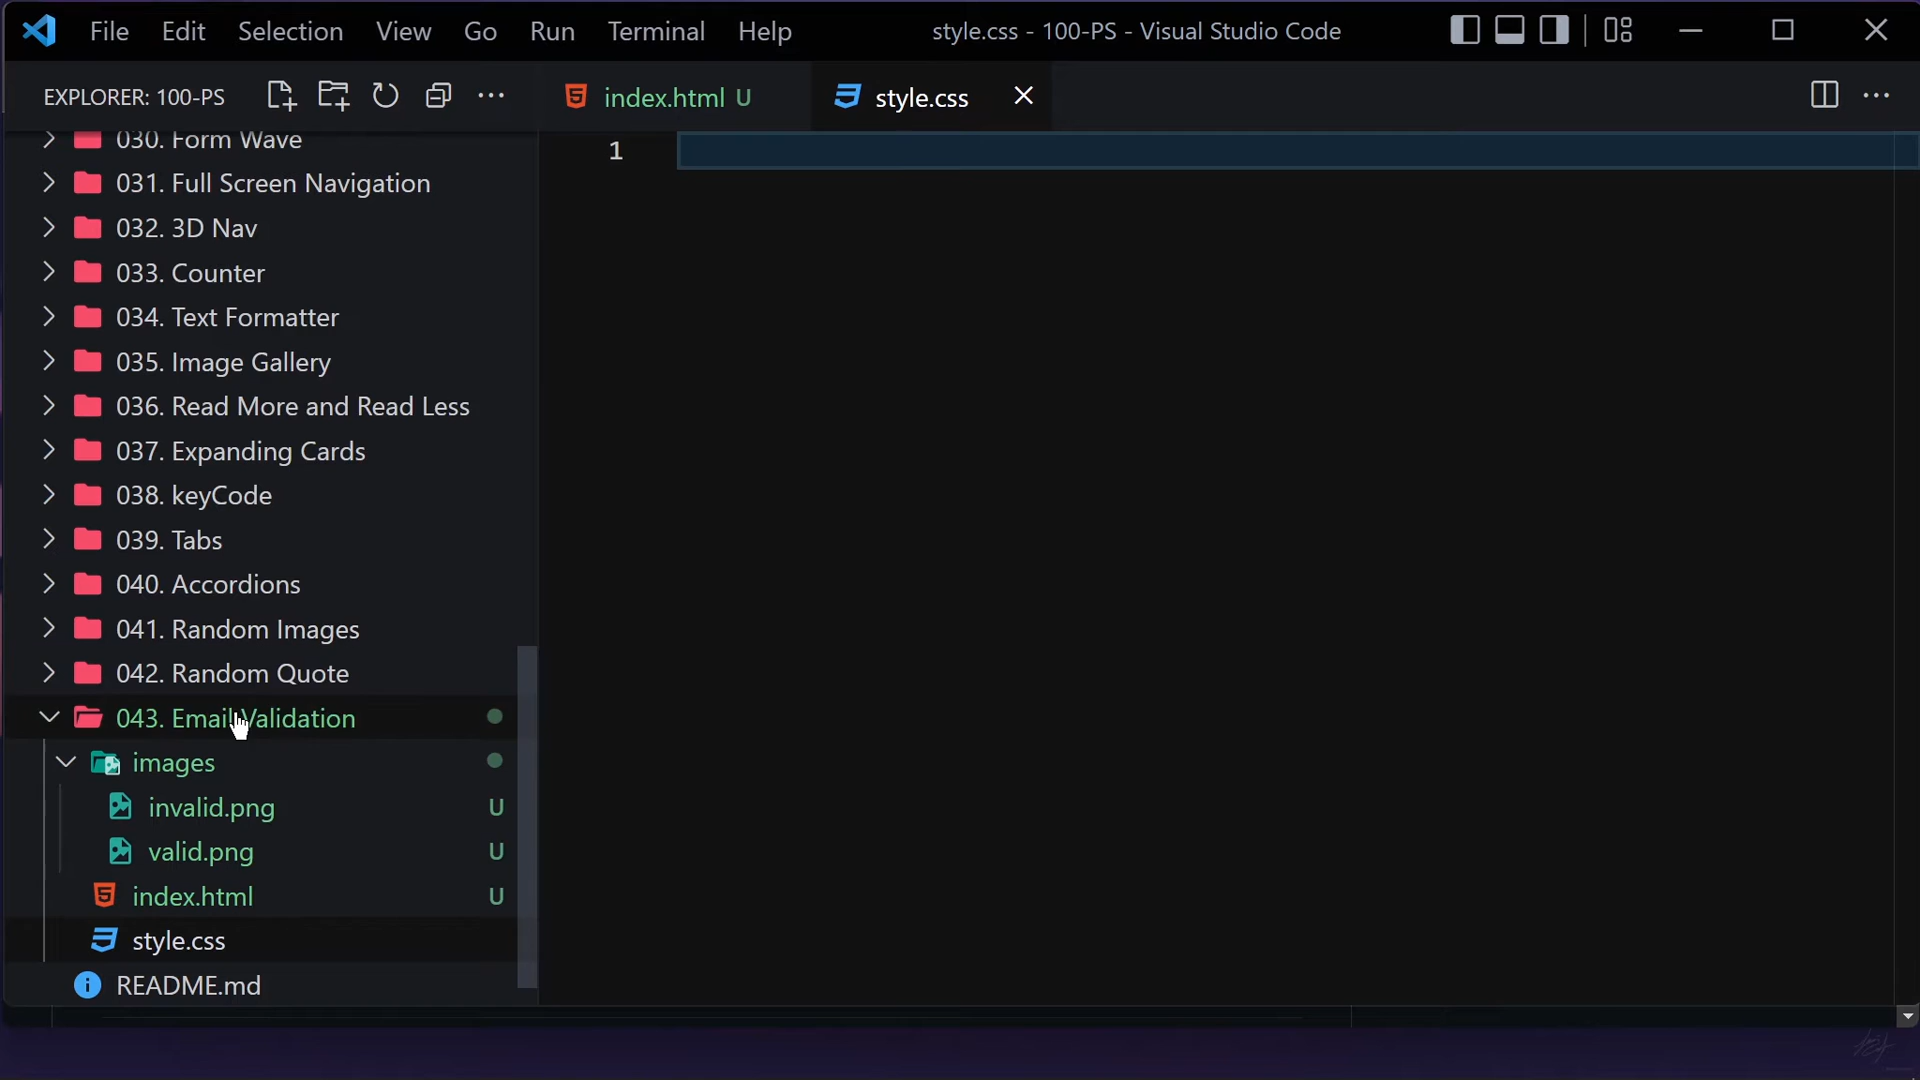 File Edit Selection View Go Run Terminal Help style.css - 100-PS - Visual Studio Code
EXPLORER: 100-PS
index.html U
style.css
030. Form Wave
031. Full Screen Navigation
032. 3D Nav
033. Counter
034. Text Formatter
035. Image Gallery
036. Read More and Read Less
037. Expanding Cards
038. keyCode
039. Tabs
040. Accordions
041. Random Images
042. Random Quote
043. Email Validation
images
invalid.png U
valid.png U
index.html U
style.css
README.md
1